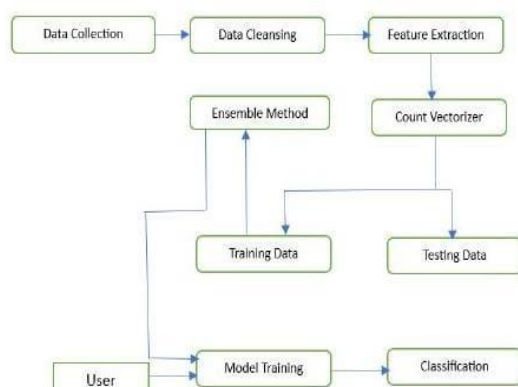 Data Collection
Data Cleansing
Feature Extraction
Ensemble Method
Count Vectorizer
Training Data
Testing Data
Model Training
Classification
User